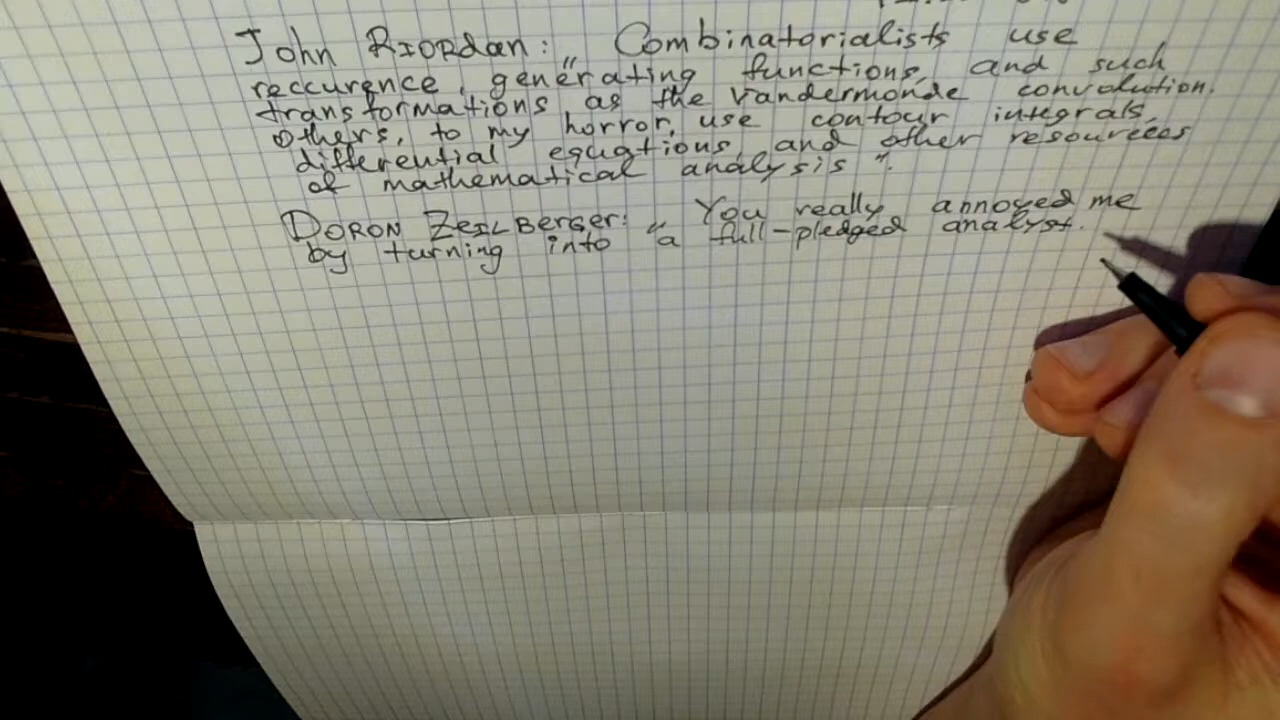 John Riordan: „ Combinatorialists use
reccurence, generating functions, and such
transformations as the Vandermonde convolution.
Others, to my horror, use contour integrals,
differential equations, and other resources
of mathematical analysis ".
DORON ZEILBerger: „ You really annoyed me
by turning into a full-pledged analyst.